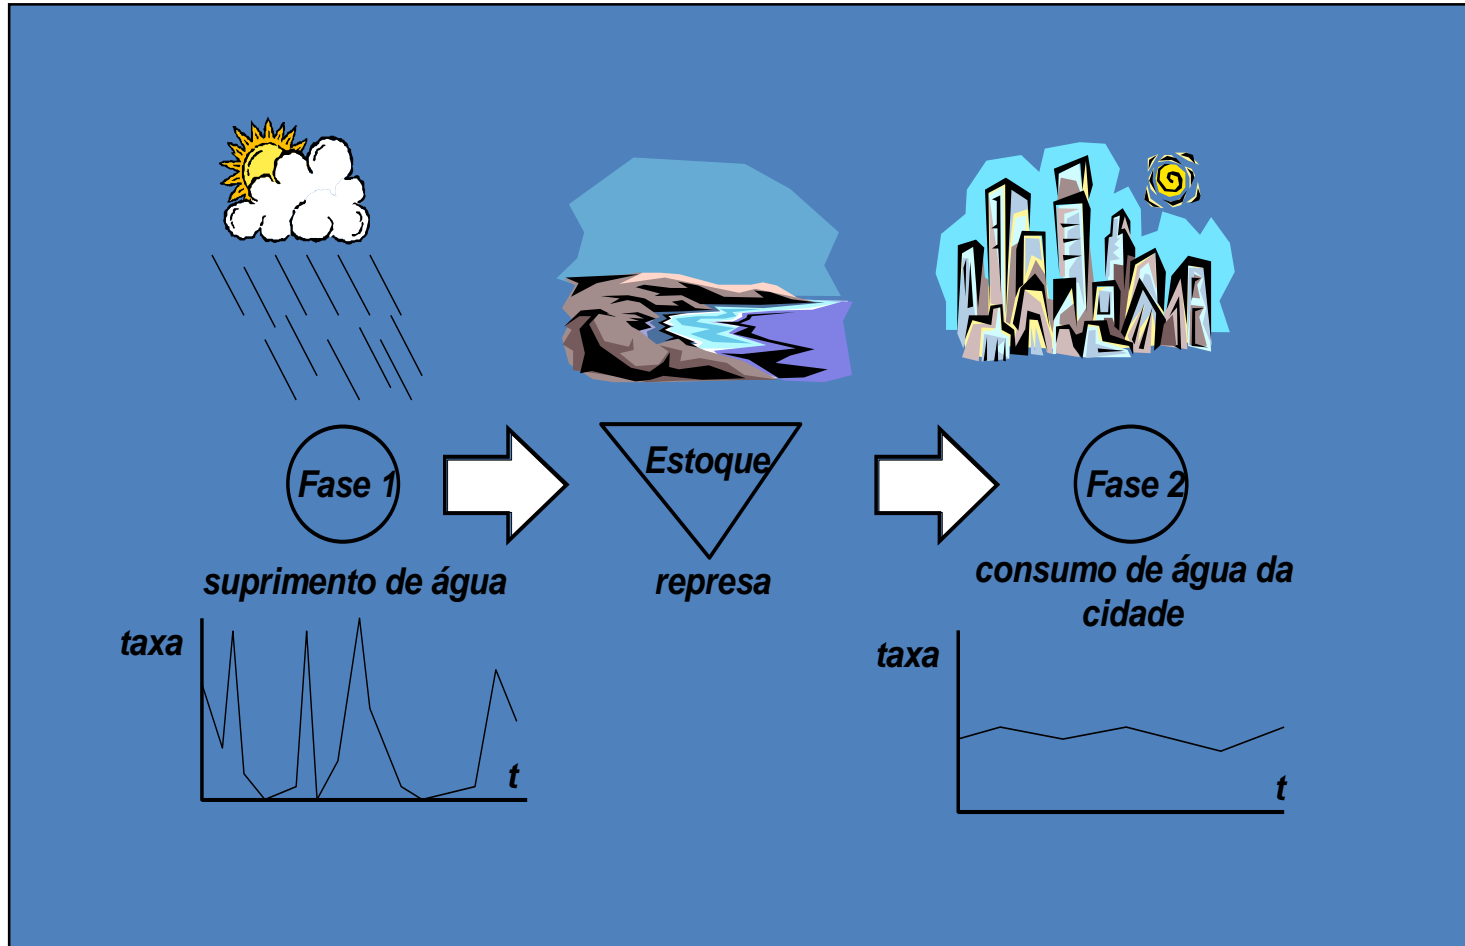 Fase 1
Estoque
Fase 2
suprimento de água
represa
consumo de água da
cidade
taxa
t
taxa
t